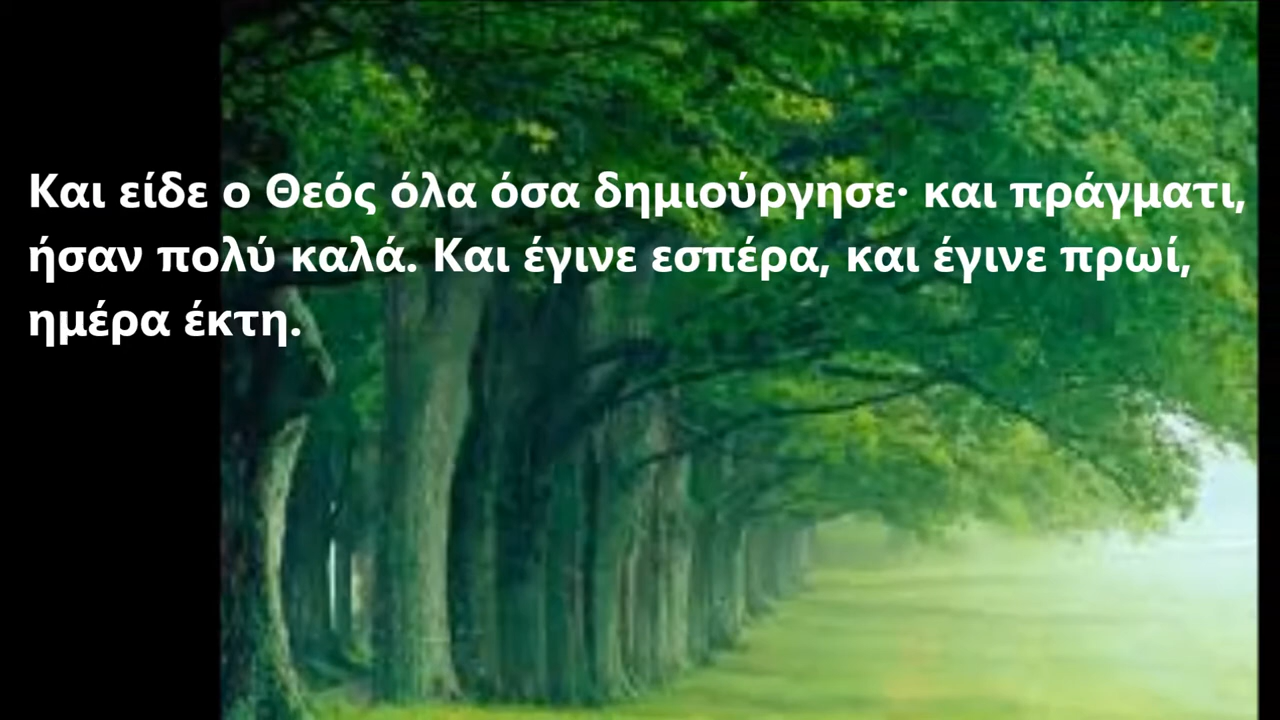 Και είδε ο Θεός όλα όσα δημιούργησε· και πράγματι,
ήσαν πολύ καλά. Και έγινε εσπέρα, και έγινε πρωί,
ημέρα έκτη.